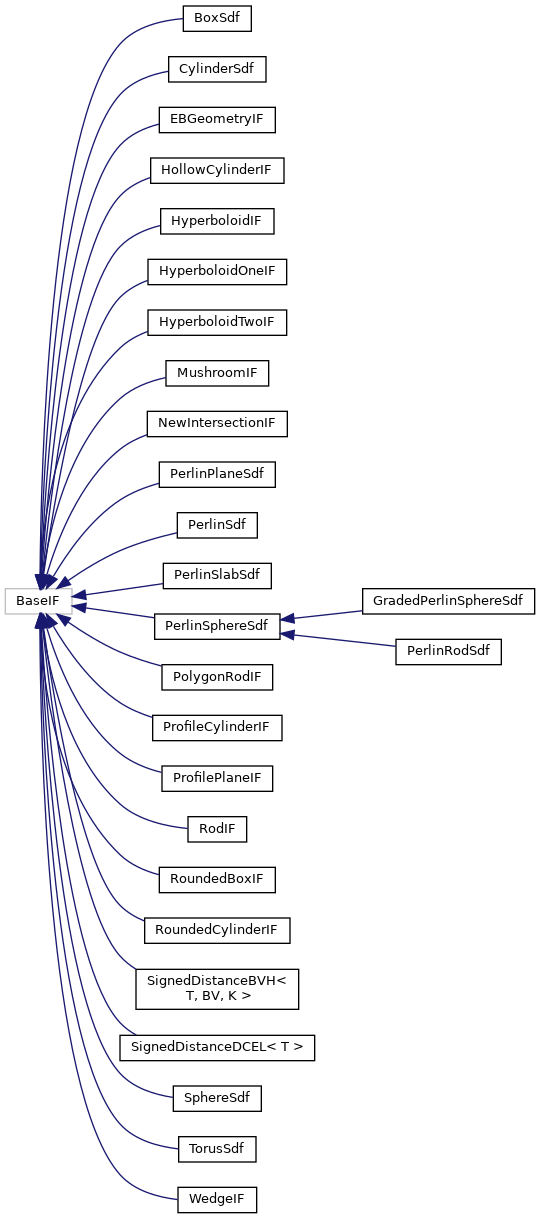 BoxSdf
CylinderSdf
EBGeometryIF
HollowCylinderIF
HyperboloidIF
HyperboloidOneIF
HyperboloidTwoIF
MushroomIF
NewIntersectionIF
PerlinPlaneSdf
PerlinSdf
PerlinSlabSdf
BaseIF
PerlinSphereSdf
GradedPerlinSphereSdf
PerlinRodSdf
PolygonRodIF
ProfileCylinderIF
ProfilePlaneIF
RodIF
RoundedBoxIF
RoundedCylinderIF
SignedDistanceBVH<
T, BV, K >
SignedDistanceDCEL< T >
SphereSdf
TorusSdf
WedgeIF